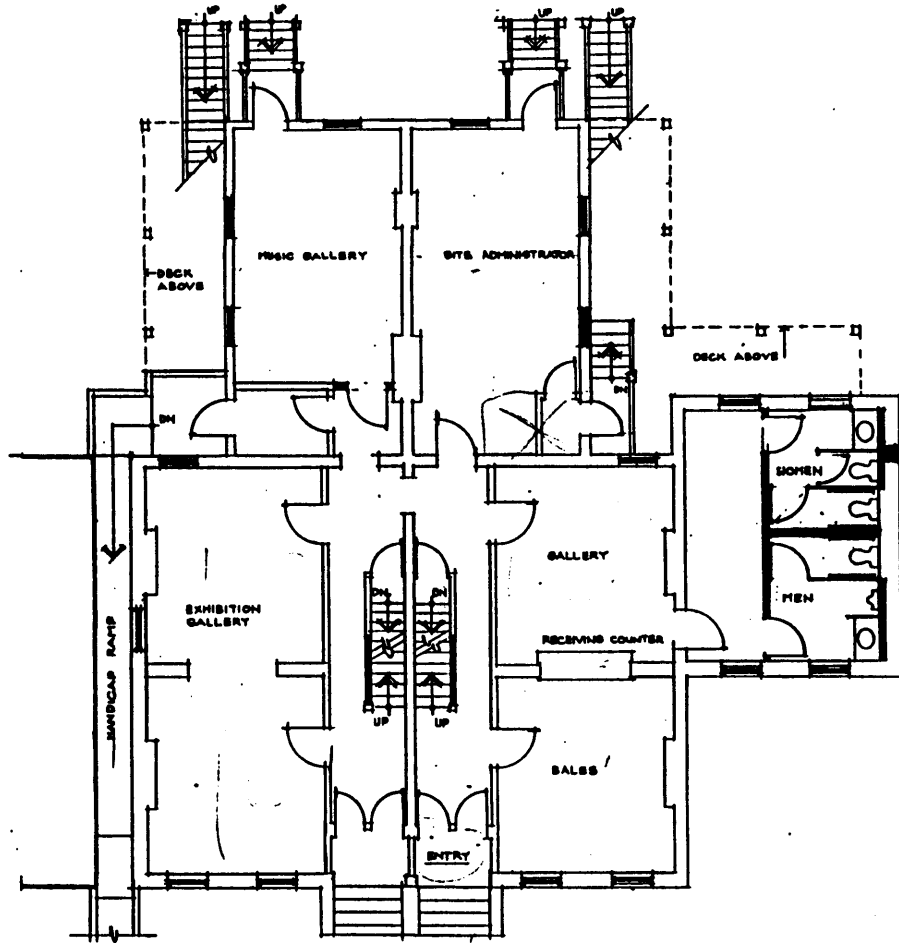 UP
UP
UP
UP
MUSIC GALLERY
SITE ADMINISTRATOR
DECK
ABOVE
DECK ABOVE
DN
DN
WOMEN
GALLERY
MEN
DN
DN
EXHIBITION
GALLERY
RECEIVING COUNTER
HANDICAP RAMP
UP
UP
SALES
ENTRY